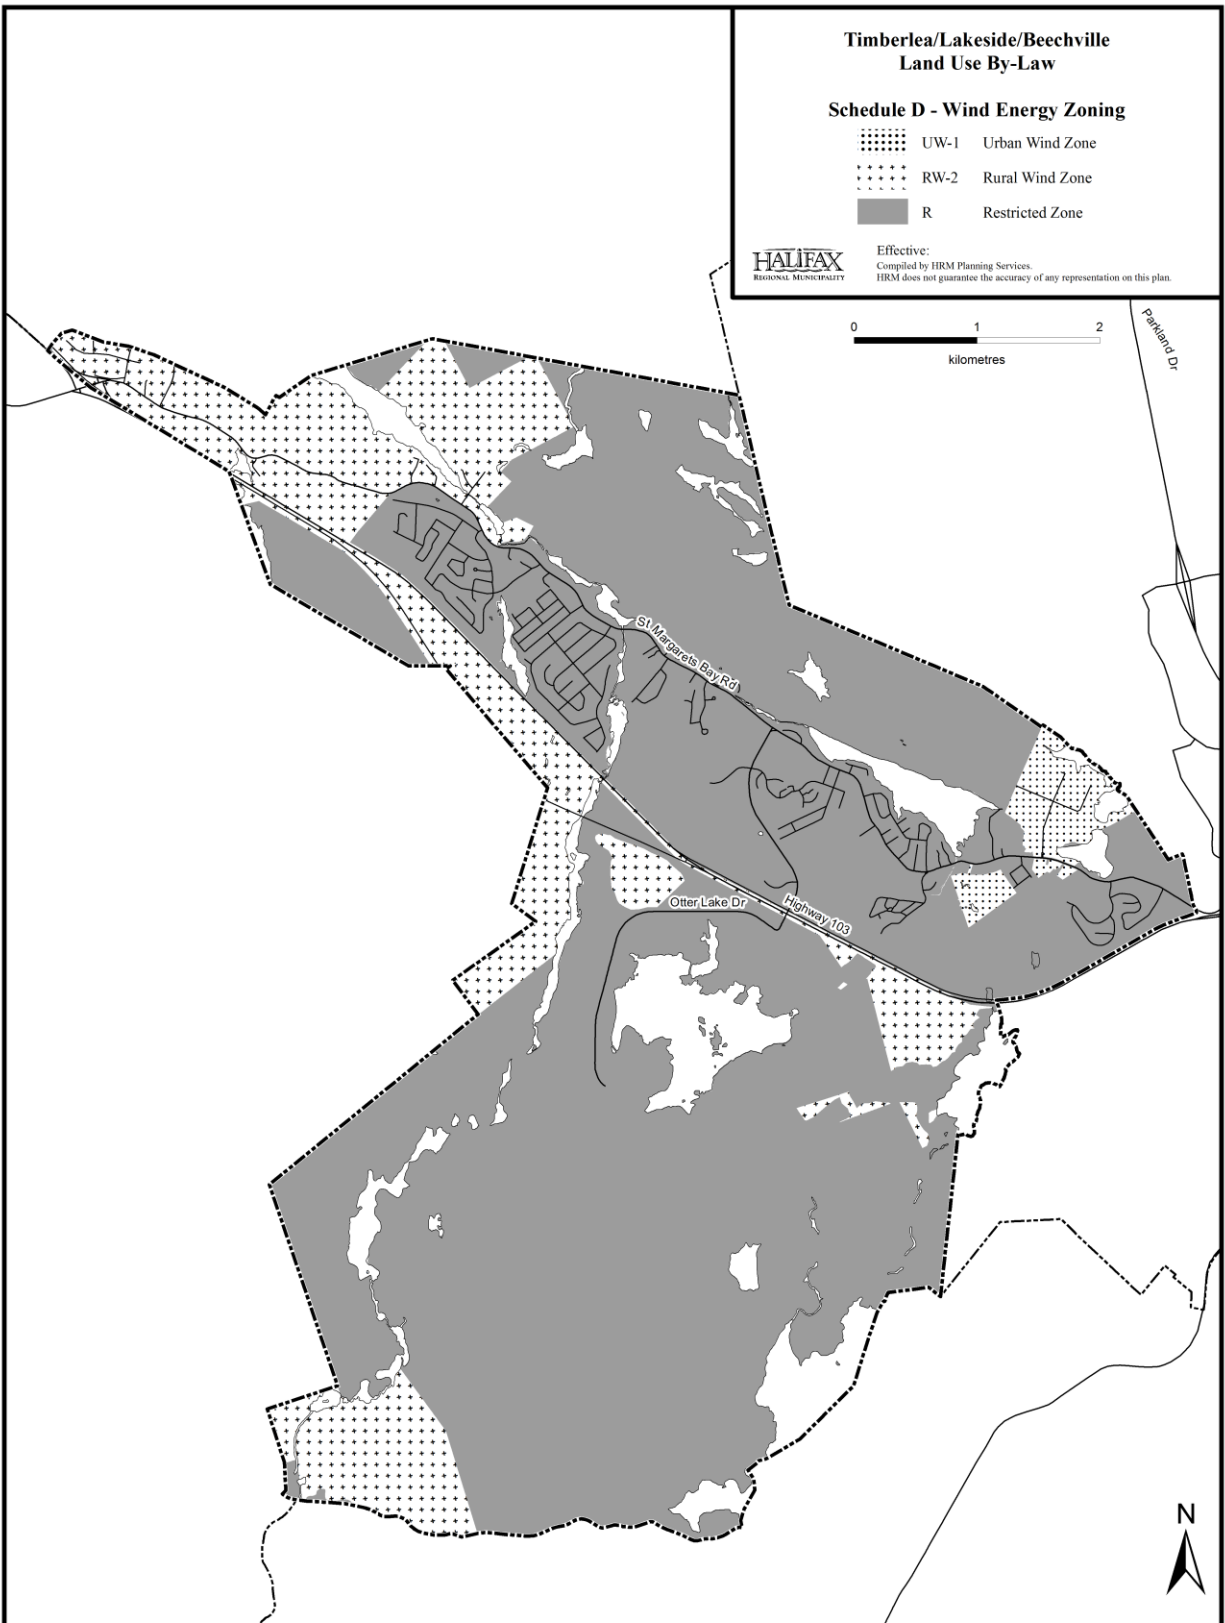 Timberlea/Lakeside/Beechville
Land Use By-Law
Schedule D - Wind Energy Zoning
UW-1 Urban Wind Zone
RW-2 Rural Wind Zone
R Restricted Zone
HALIFAX
REGIONAL MUNICIPALITY
Effective:
Compiled by HRM Planning Services.
HRM does not guarantee the accuracy of any representation on this plan.
0 1 2
kilometres
Parkland Dr
St Margarets Bay Rd
Otter Lake Dr
Highway 103
N